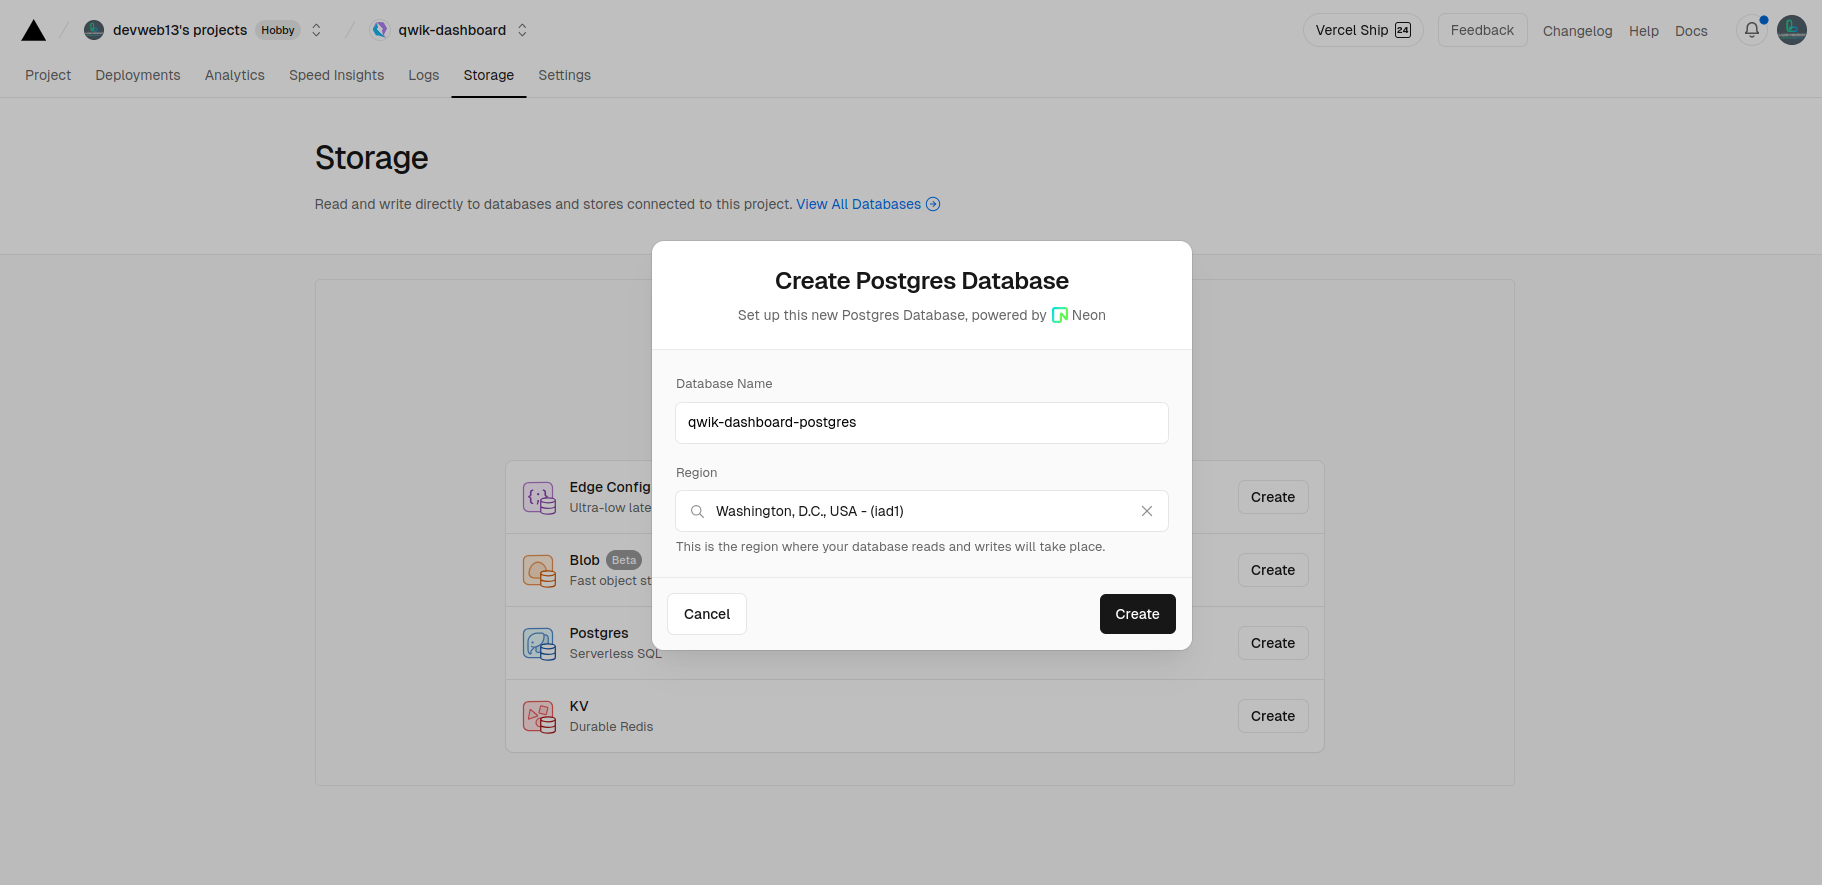 devweb13's projects Hobby qwik-dashboard Vercel Ship 24 Feedback Changelog Help Docs
Project Deployments Analytics Speed Insights Logs Storage Settings
Storage
Read and write directly to databases and stores connected to this project. View All Databases
Create Postgres Database
Set up this new Postgres Database, powered by Neon
Database Name
qwik-dashboard-postgres
Region
Washington, D.C., USA - (iad1)
This is the region where your database reads and writes will take place.
Cancel Create
Edge Config
Ultra-low late
Create
Blob Beta
Fast object st
Create
Postgres
Serverless SQL
Create
KV
Durable Redis
Create